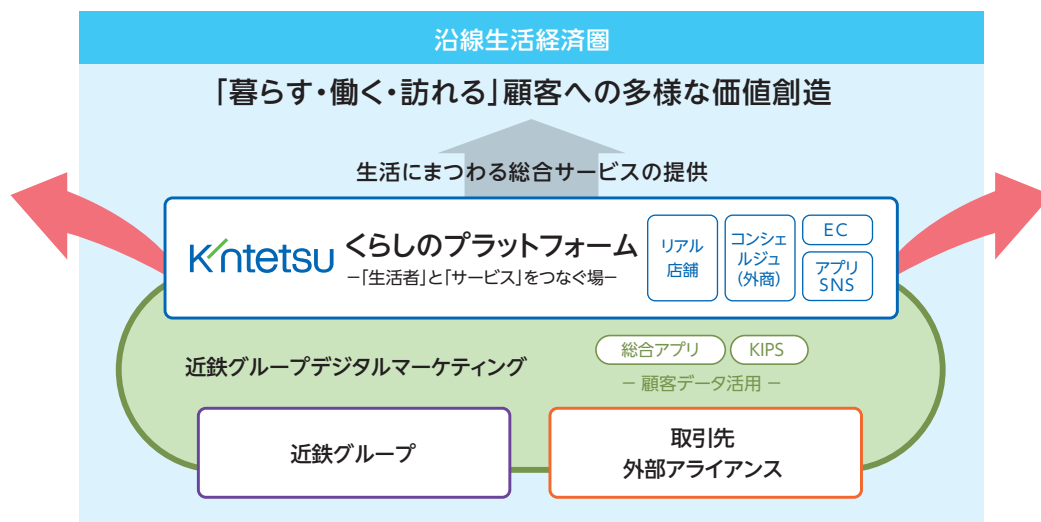 沿線生活経済圏
「暮らす・働く・訪れる」顧客への多様な価値創造
生活にまつわる総合サービスの提供
Kintetsu
くらしのプラットフォーム
−「生活者」と「サービス」をつなぐ場−
リアル
店舗
コンシェ
ルジュ
(外商)
EC
アプリ
SNS
近鉄グループデジタルマーケティング
総合アプリ
KIPS
− 顧客データ活用 −
近鉄グループ
取引先
外部アライアンス